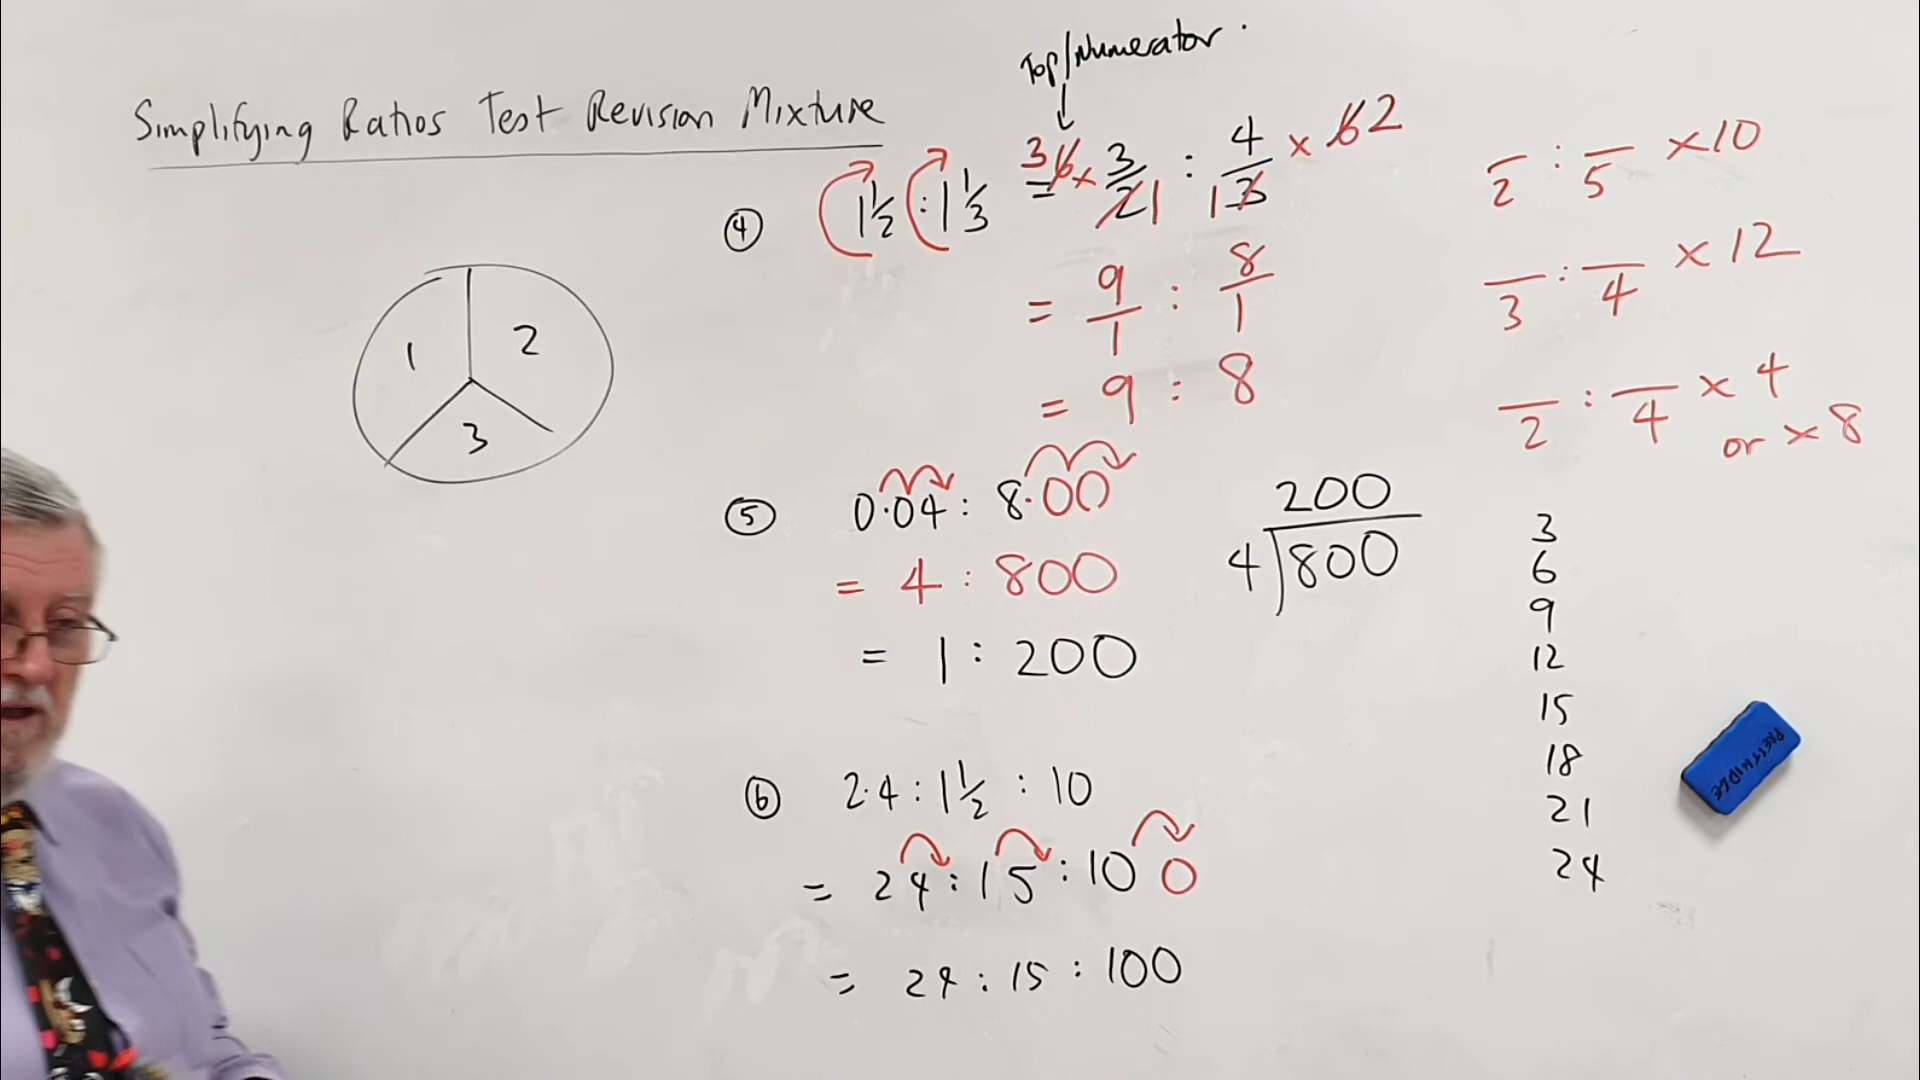 Top/Numerator.
Simplifying Ratios Test Revision Mixture
④ 1½ : 1⅓ = 36 × 3/21 : 4/13 × 62
= 9/1 : 8/1
= 9 : 8
1
2
3
⑤ 0.04 : 8.00
= 4 : 800
= 1 : 200
200
4 800
⑥ 2.4 : 1½ : 10
= 24 : 15 : 100
= 24 : 15 : 100
/2 : /5 ×10
/3 : /4 ×12
/2 : /4 ×4
or ×8
3
6
9
12
15
18
21
24